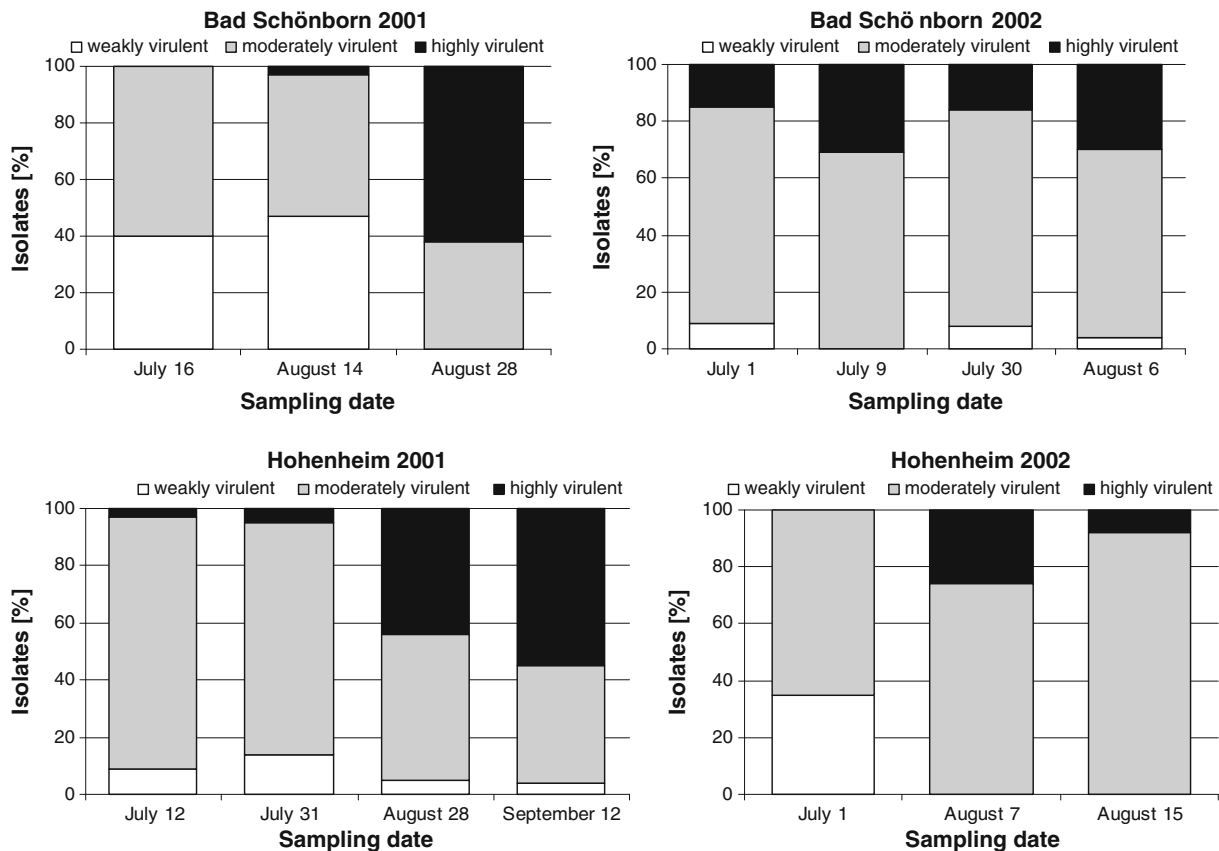 Bad Schönborn 2001
weakly virulent moderately virulent highly virulent
100
80
60
40
20
0
Isolates [%]
July 16 August 14 August 28
Sampling date
Bad Schö nborn 2002
weakly virulent moderately virulent highly virulent
100
80
60
40
20
0
Isolates [%]
July 1 July 9 July 30 August 6
Sampling date
Hohenheim 2001
weakly virulent moderately virulent highly virulent
100
80
60
40
20
0
Isolates [%]
July 12 July 31 August 28 September 12
Sampling date
Hohenheim 2002
weakly virulent moderately virulent highly virulent
100
80
60
40
20
0
Isolates [%]
July 1 August 7 August 15
Sampling date